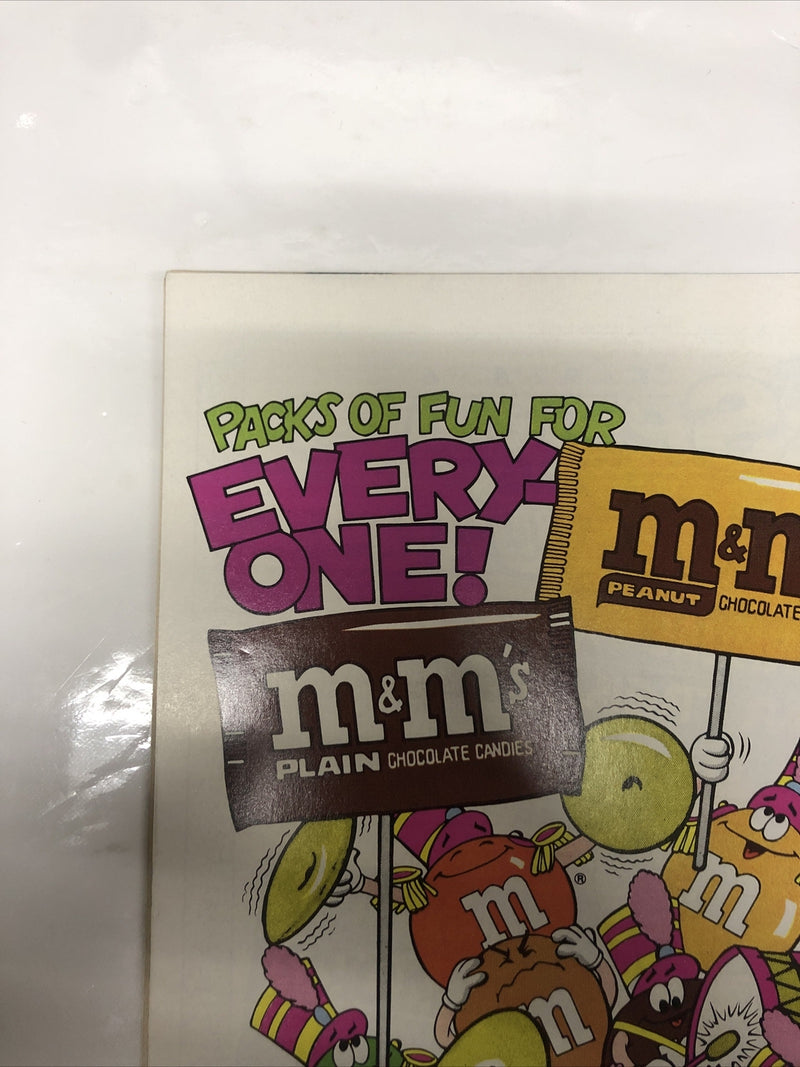 PACKS OF FUN FOR
EVERY-
ONE!
m&m
PEANUT CHOCOLATE
m&m's
PLAIN CHOCOLATE CANDIES
®
m
m
m